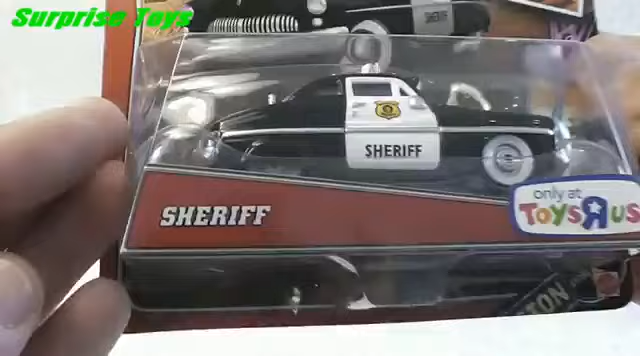 Surprise Toys
SHERIFF
SHERIFF
SHERIFF
only at
TOYSRUS